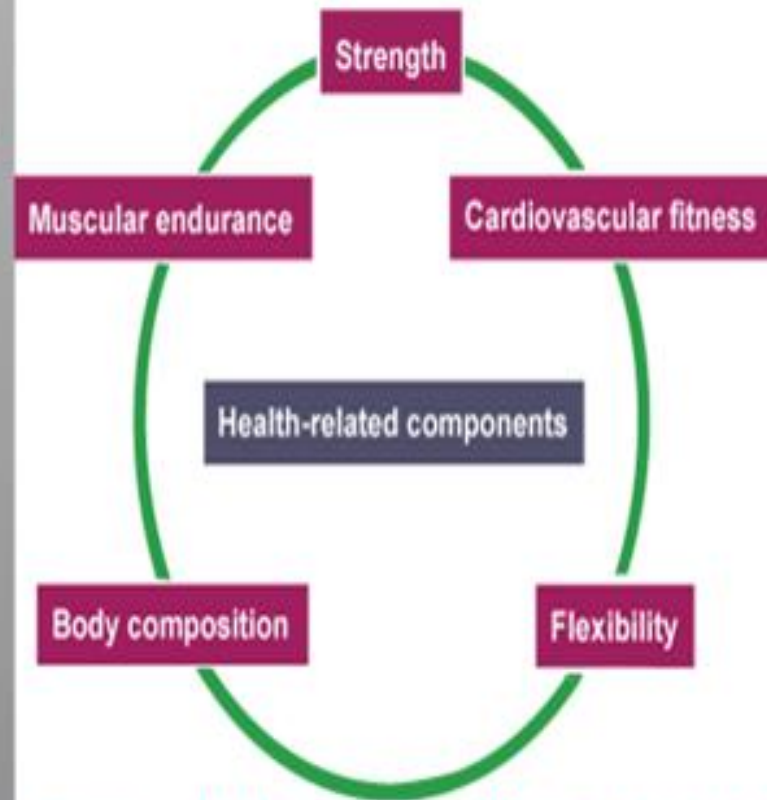 Strength
Muscular endurance
Cardiovascular fitness
Health-related components
Body composition
Flexibility